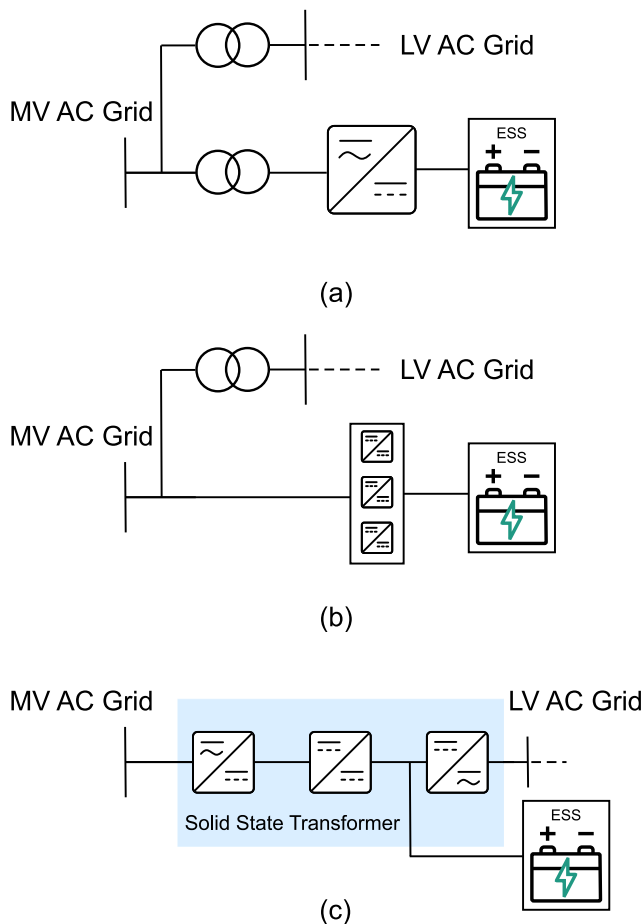 LV AC Grid
MV AC Grid
ESS
+ −
(a)
LV AC Grid
MV AC Grid
ESS
+ −
(b)
MV AC Grid
LV AC Grid
Solid State Transformer
ESS
+ −
(c)